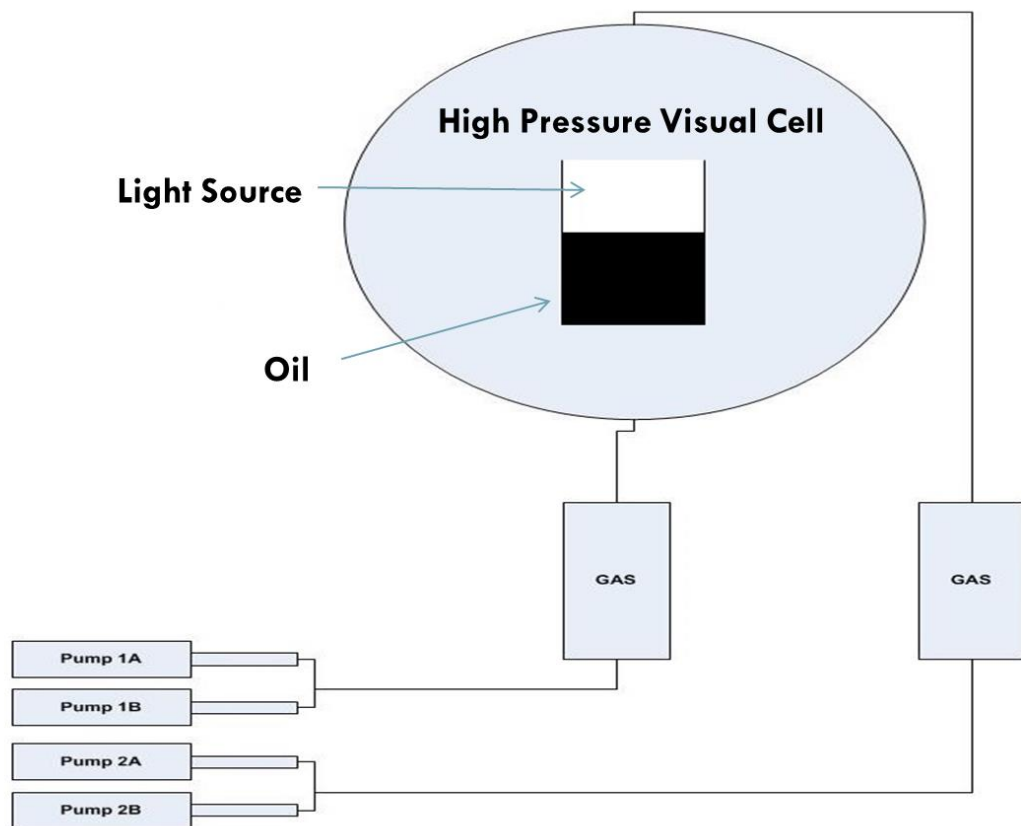 High Pressure Visual Cell
Light Source
Oil
GAS
GAS
Pump 1A
Pump 1B
Pump 2A
Pump 2B